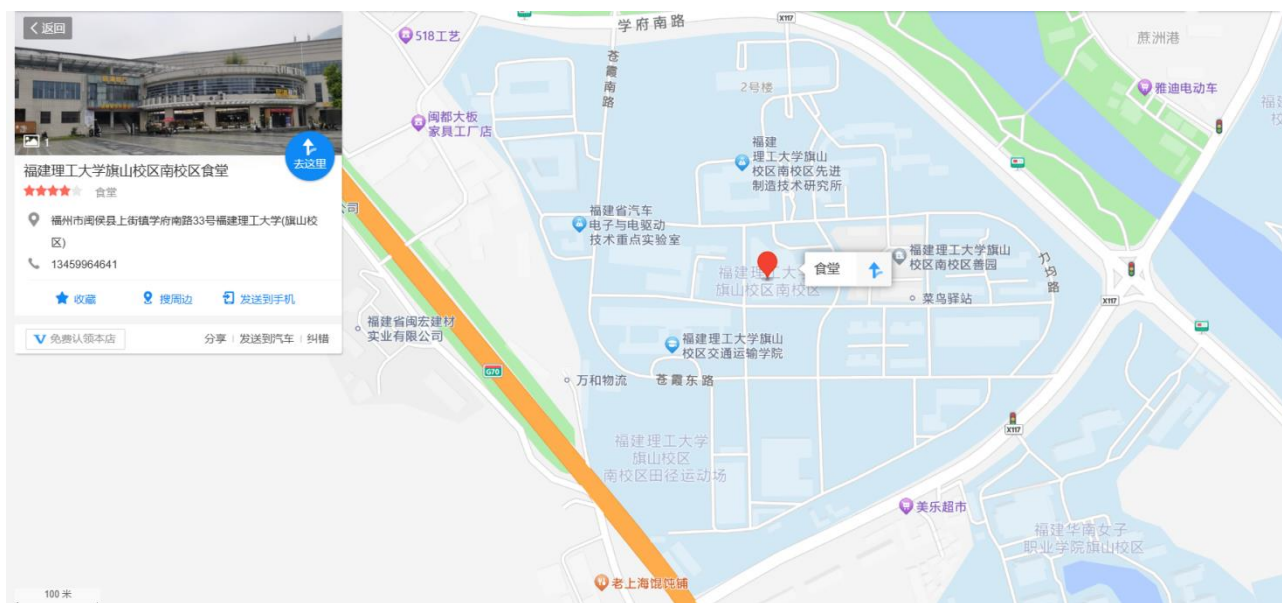 返回
1
去这里
福建理工大学旗山校区南校区食堂
食堂
福州市闽侯县上街镇学府南路33号福建理工大学(旗山校
区)
13459964641
收藏
搜周边
发送到手机
免费认领本店
分享
发送到汽车
纠错
100 米
518工艺
学府南路
X117
蔗洲港
苍霞南路
2号楼
雅迪电动车
闽都大板
家具工厂店
福建
理工大学旗山
校区南校区先进
制造技术研究所
公司
福建省汽车
电子与电驱动
技术重点实验室
福建理工大
旗山校区南校区
食堂
福建理工大学旗山
校区南校区善园
力均路
菜鸟驿站
X117
福建省闽宏建材
实业有限公司
福建理工大学旗山
校区交通运输学院
G70
万和物流
苍霞东路
X117
福建理工大学
旗山校区
南校区田径运动场
美乐超市
福建华南女子
职业学院旗山校区
老上海馄饨铺